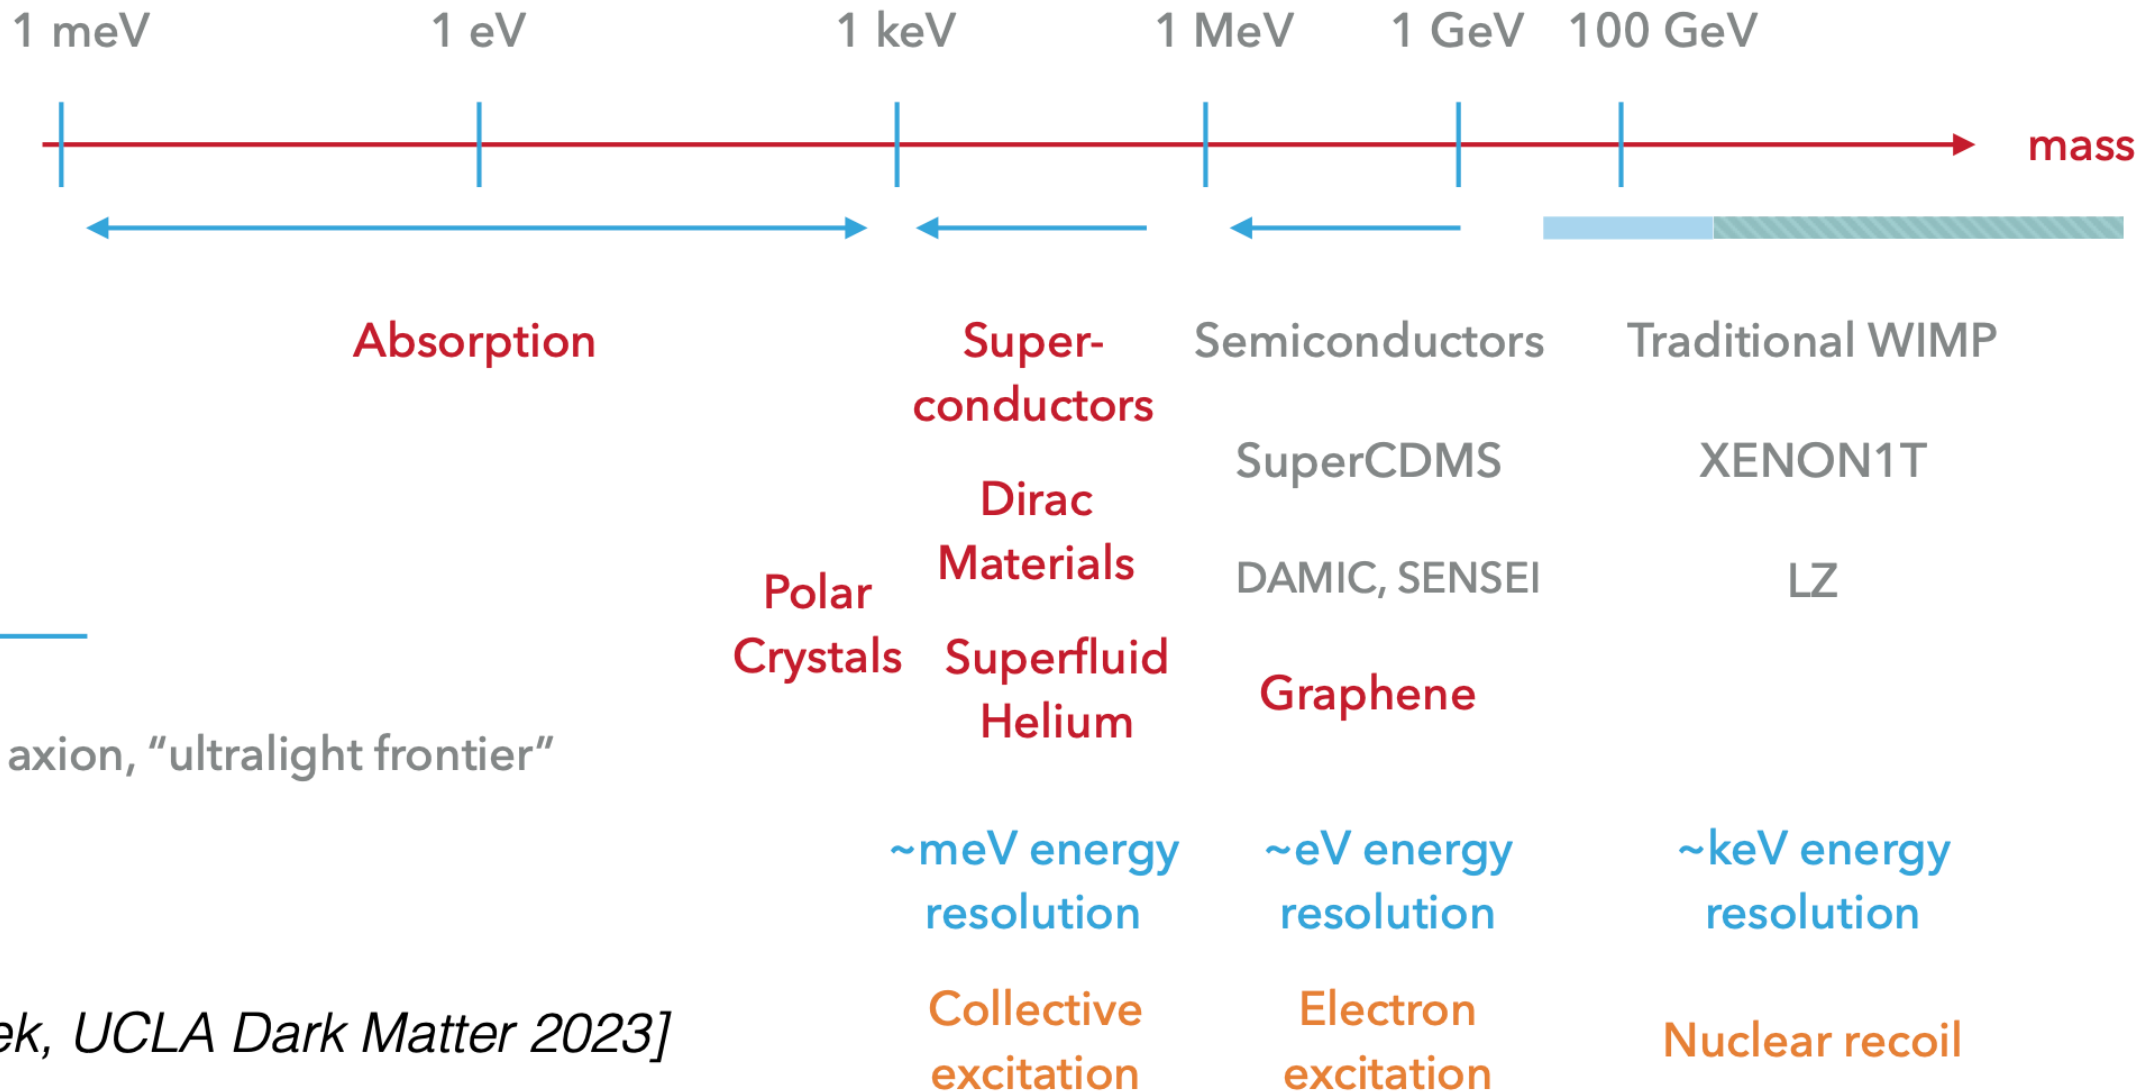 1 meV 1 eV 1 keV 1 MeV 1 GeV 100 GeV
mass
Absorption
Super-
conductors
Dirac
Materials
Polar
Crystals
Superfluid
Helium
Semiconductors
SuperCDMS
DAMIC, SENSEI
Graphene
Traditional WIMP
XENON1T
LZ
axion, “ultralight frontier”
~meV energy
resolution
~eV energy
resolution
~keV energy
resolution
Collective
excitation
Electron
excitation
Nuclear recoil
ek, UCLA Dark Matter 2023]